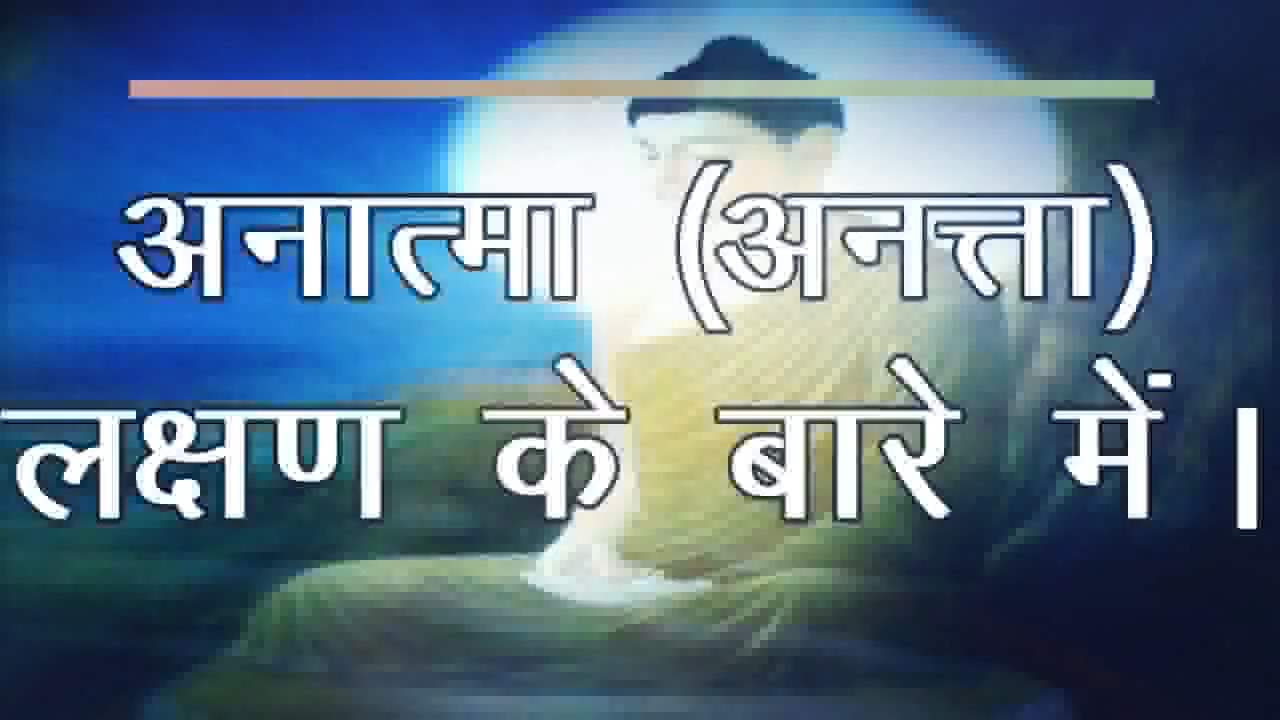 अनात्मा (अनत्ता)
लक्षण के बारे में ।